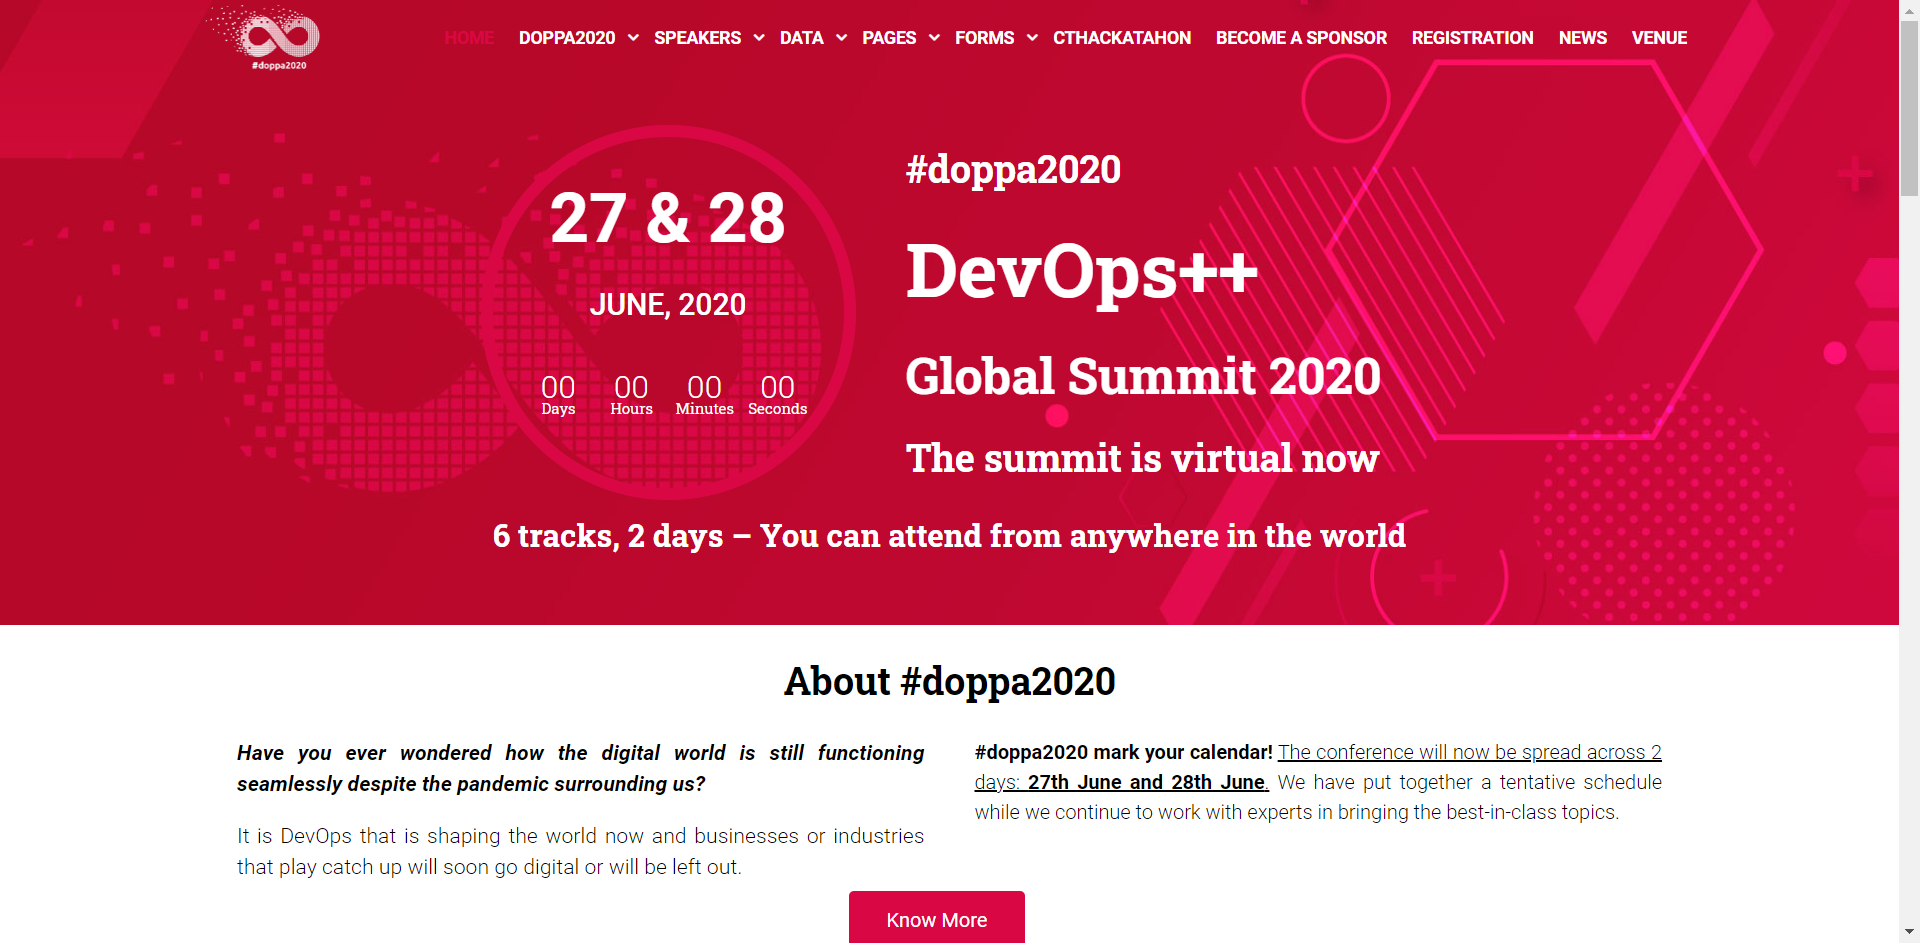 #doppa2020
HOME DOPPA2020 SPEAKERS DATA PAGES FORMS CTHACKATAHON BECOME A SPONSOR REGISTRATION NEWS VENUE
27 & 28
JUNE, 2020
00 00 00 00
Days Hours Minutes Seconds
#doppa2020
DevOps++
Global Summit 2020
The summit is virtual now
6 tracks, 2 days – You can attend from anywhere in the world
About #doppa2020
Have you ever wondered how the digital world is still functioning
seamlessly despite the pandemic surrounding us?
It is DevOps that is shaping the world now and businesses or industries
that play catch up will soon go digital or will be left out.
#doppa2020 mark your calendar! The conference will now be spread across 2
days: 27th June and 28th June. We have put together a tentative schedule
while we continue to work with experts in bringing the best-in-class topics.
Know More